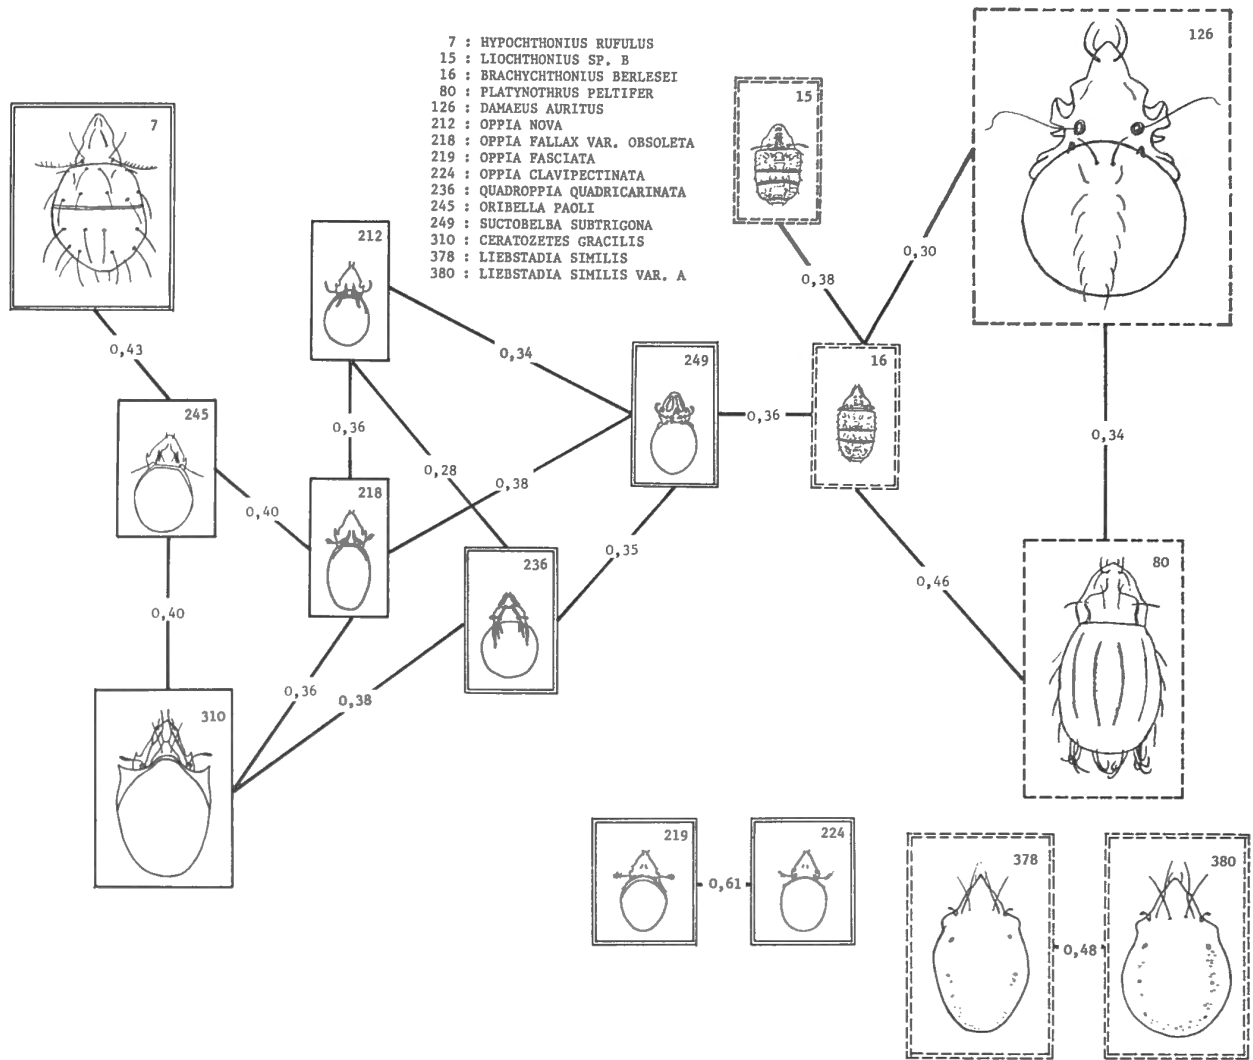 7 : HYPOCHTHONIUS RUFULUS
15 : LIOCHTHONIUS SP. B
16 : BRACHYCHTHONIUS BERLESEI
80 : PLATYNOTHRUS PELTIFER
126 : DAMAEUS AURITUS
212 : OPPIA NOVA
218 : OPPIA FALLAX VAR. OBSOLETA
219 : OPPIA FASCIATA
224 : OPPIA CLAVIPECTINATA
236 : QUADROPPIA QUADRICARINATA
245 : ORIBELLA PAOLI
249 : SUCTOBELBA SUBTRIGONA
310 : CERATOZETES GRACILIS
378 : LIEBSTADIA SIMILIS
380 : LIEBSTADIA SIMILIS VAR. A
126
15
7
212
0,30
0,38
0,43
0,34
249
16
245
0,36
0,36
0,34
0,28
0,38
218
0,40
0,35
236
80
0,46
0,40
0,36
0,38
310
219
224
0,61
378
380
0,48